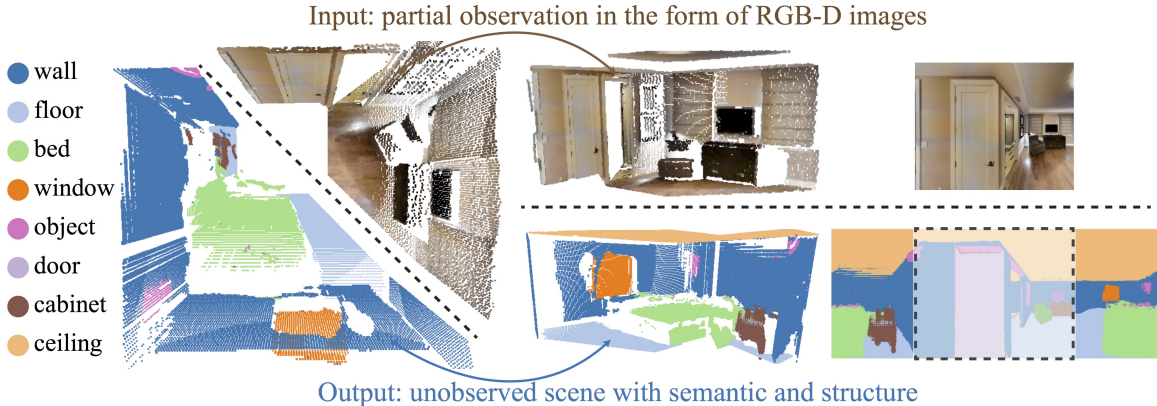 Input: partial observation in the form of RGB-D images
wall
floor
bed
window
object
door
cabinet
ceiling
Output: unobserved scene with semantic and structure